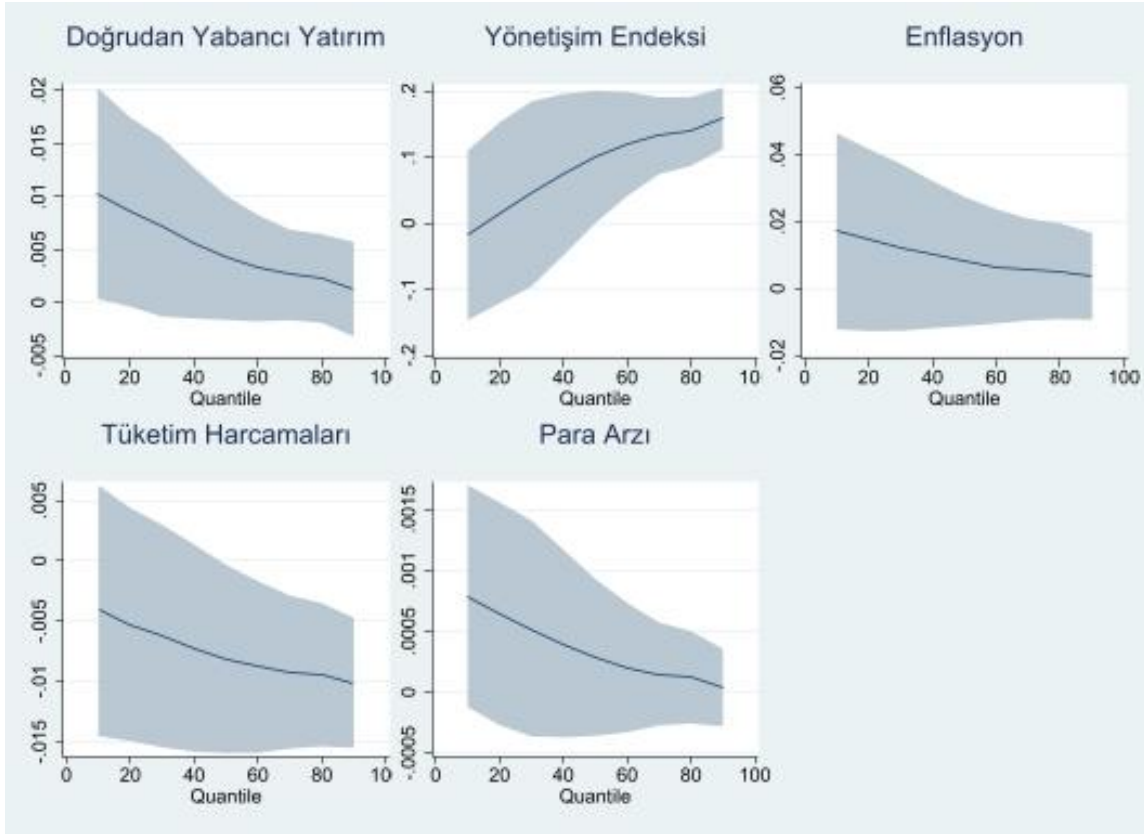 Doğrudan Yabancı Yatırım
Yönetişim Endeksi
Enflasyon
.02
.015
.01
.005
0
-.005
0 20 40 60 80 10
Quantile
.2
.1
0
-.1
-.2
0 20 40 60 80 100
Quantile
.06
.04
.02
0
-.02
0 20 40 60 80 100
Quantile
Tüketim Harcamaları
Para Arzı
.005
0
-.005
-.01
-.015
0 20 40 60 80 10
Quantile
.0015
.001
.0005
0
-.0005
0 20 40 60 80 100
Quantile